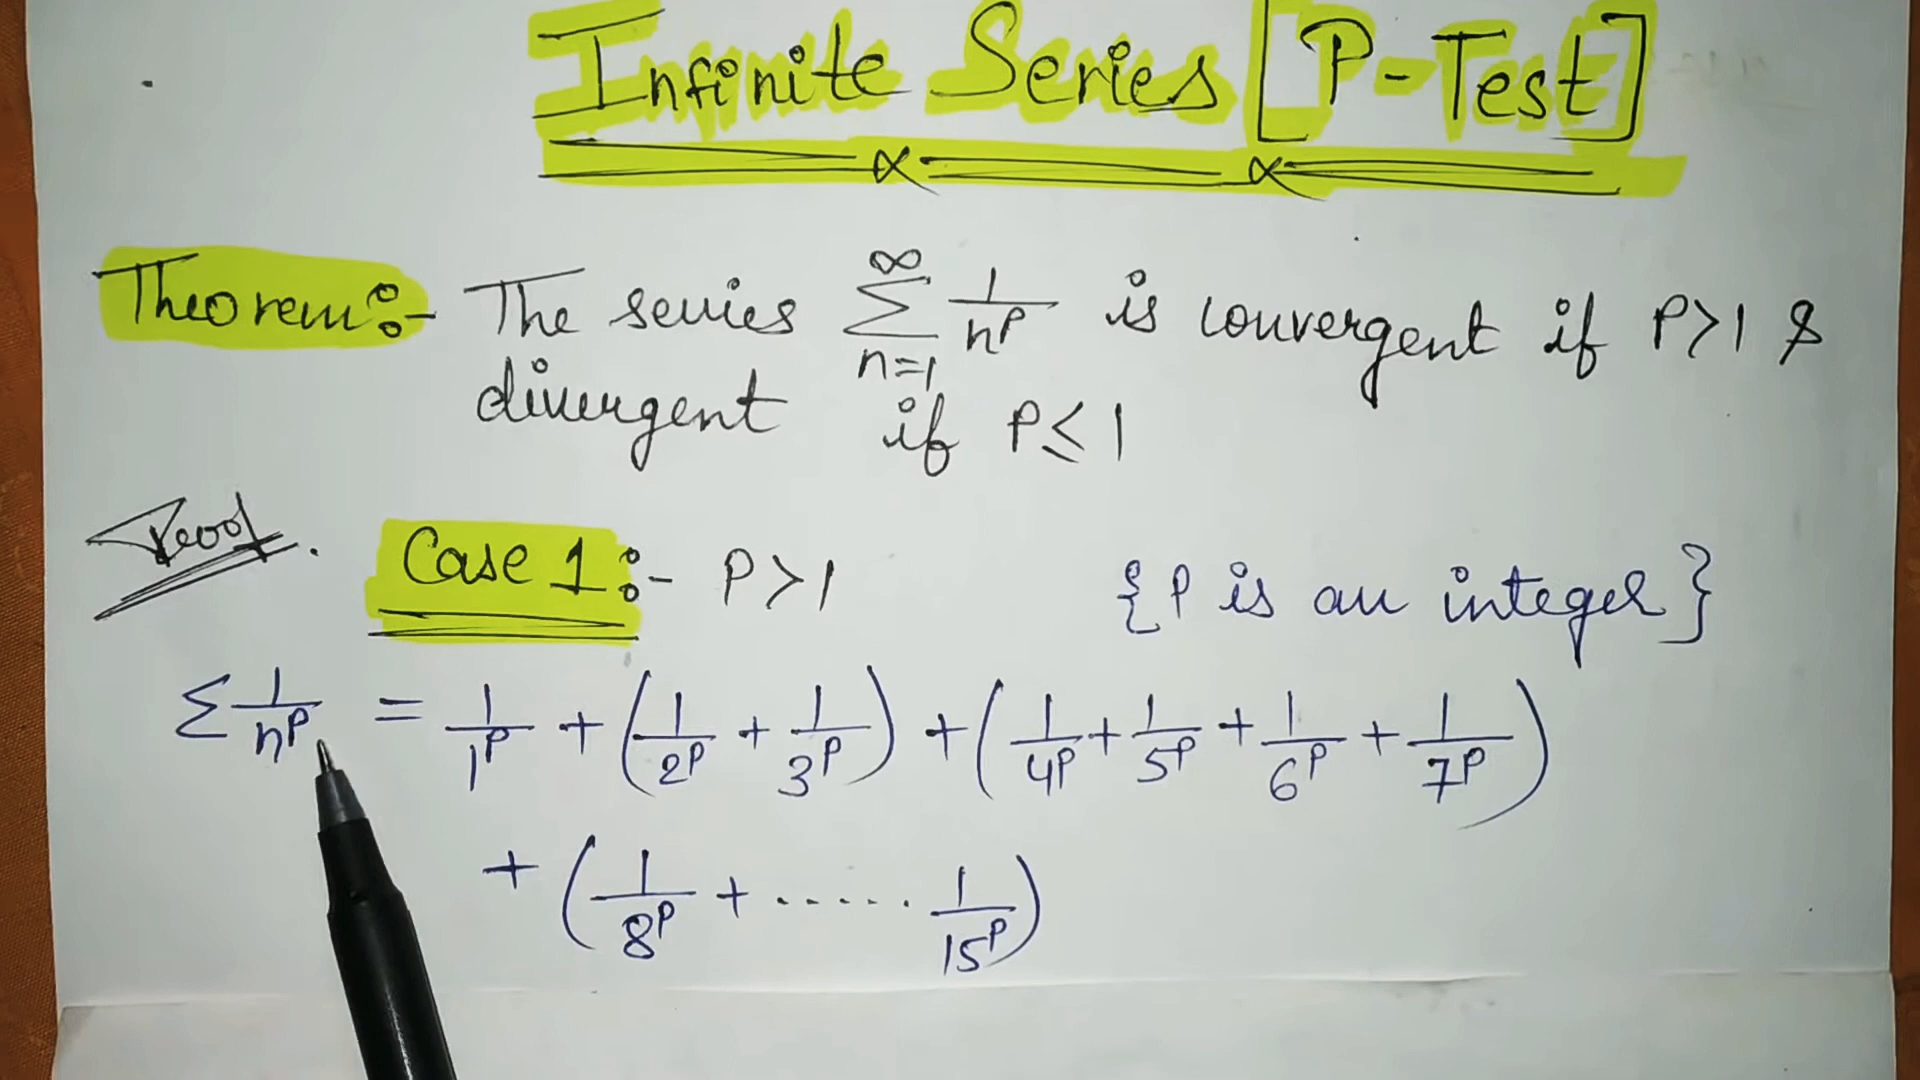 Infinite Series [P-Test]
Theorem:- The series ∑_{n=1}^{∞} 1/n^p is convergent if P>1 &
divergent if P≤1
Proof. Case 1:- P>1 {P is an integer}
∑ 1/n^p = 1/1^p + (1/2^p + 1/3^p) + (1/4^p + 1/5^p + 1/6^p + 1/7^p)
+ (1/8^p + ...... 1/15^p)